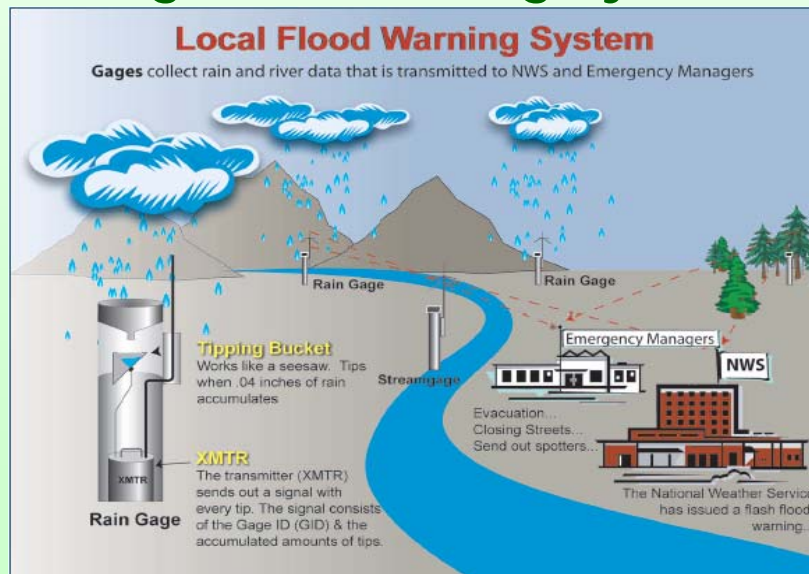 Local Flood Warning System
Gages collect rain and river data that is transmitted to NWS and Emergency Managers
Rain Gage
Rain Gage
Tipping Bucket
Works like a seesaw. Tips
when .04 inches of rain
accumulates
Streamgage
Emergency Managers
NWS
Evacuation...
Closing Streets...
Send out spotters...
XMTR
The transmitter (XMTR)
sends out a signal with
every tip. The signal consists
of the Gage ID (GID) & the
accumulated amounts of tips.
XMTR
Rain Gage
The National Weather Service
has issued a flash flood
warning...